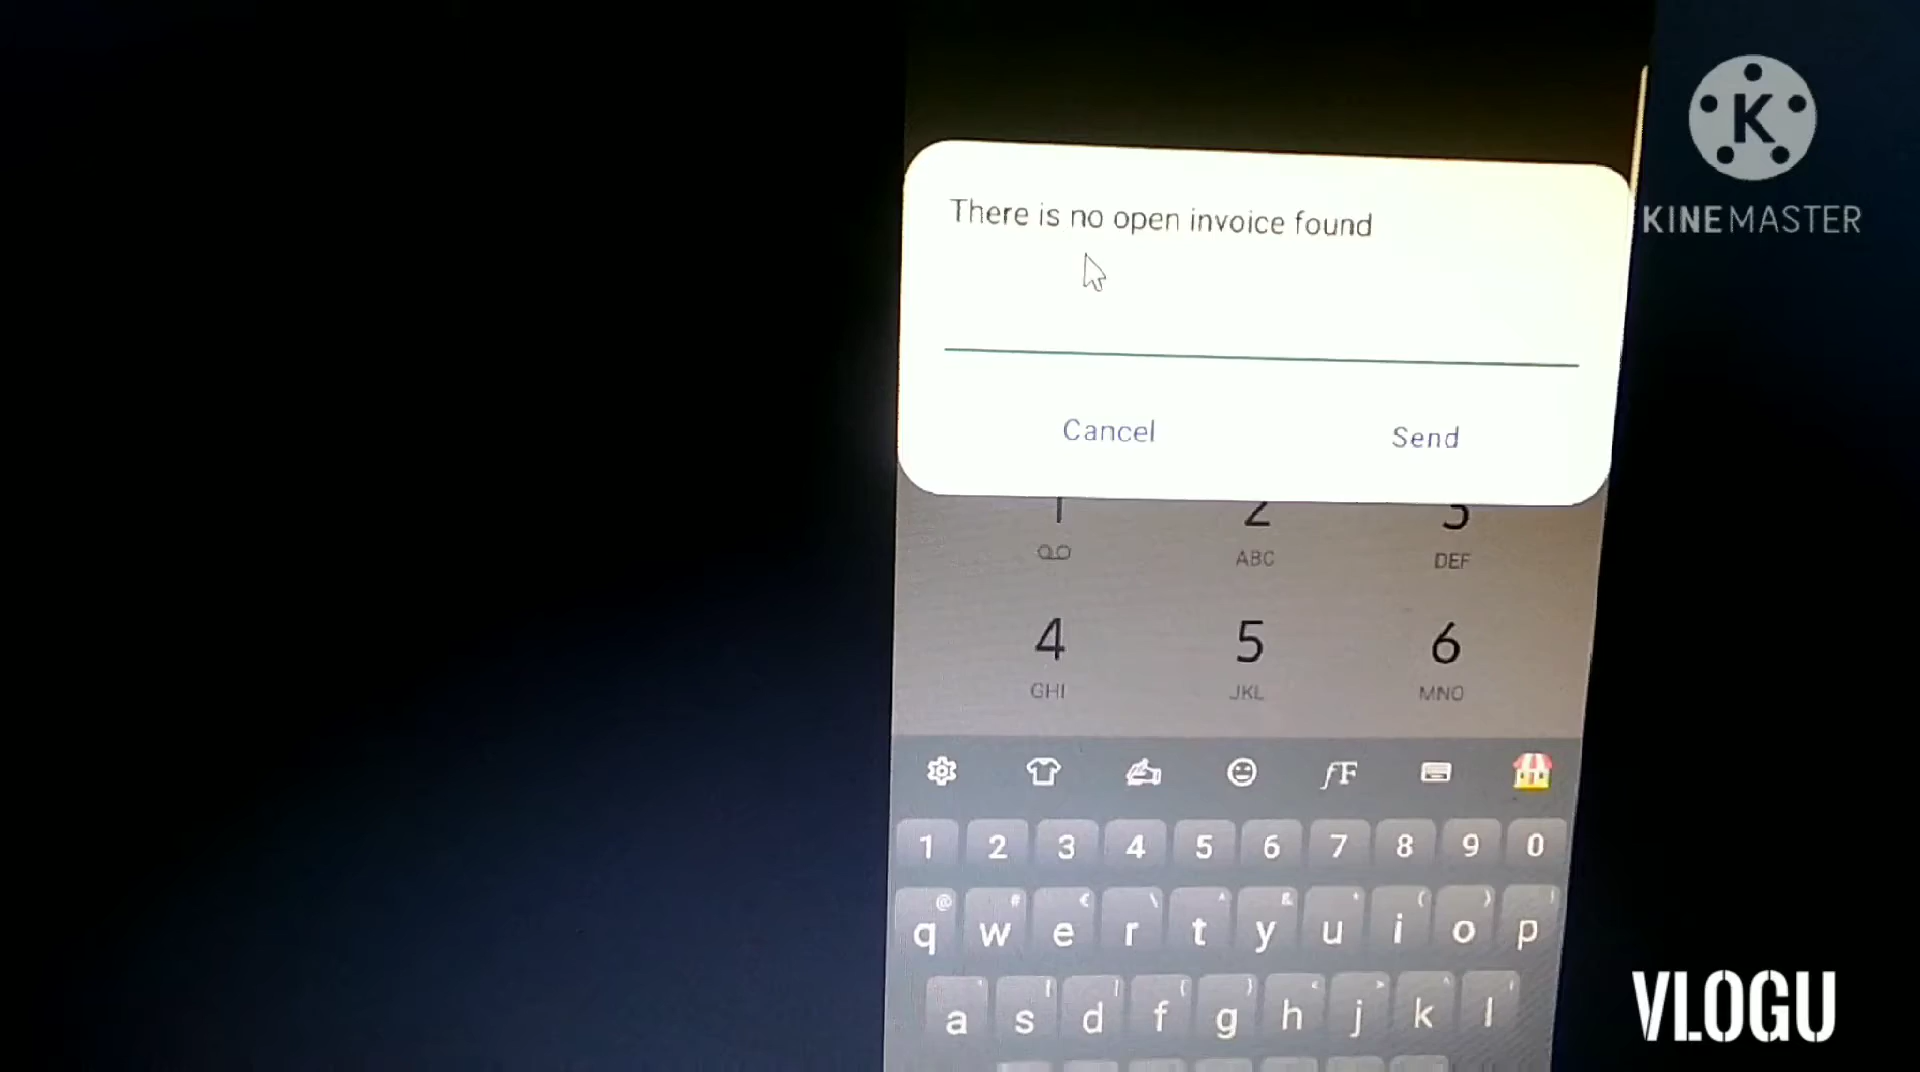 K
KINEMASTER
There is no open invoice found
Cancel
Send
1 2 3
ABC DEF
4 5 6
GHI JKL MNO
fF
1 2 3 4 5 6 7 8 9 0
@ # € \ & ( )
q w e r t y u i o p
a s d f g h j k l
VLOGU